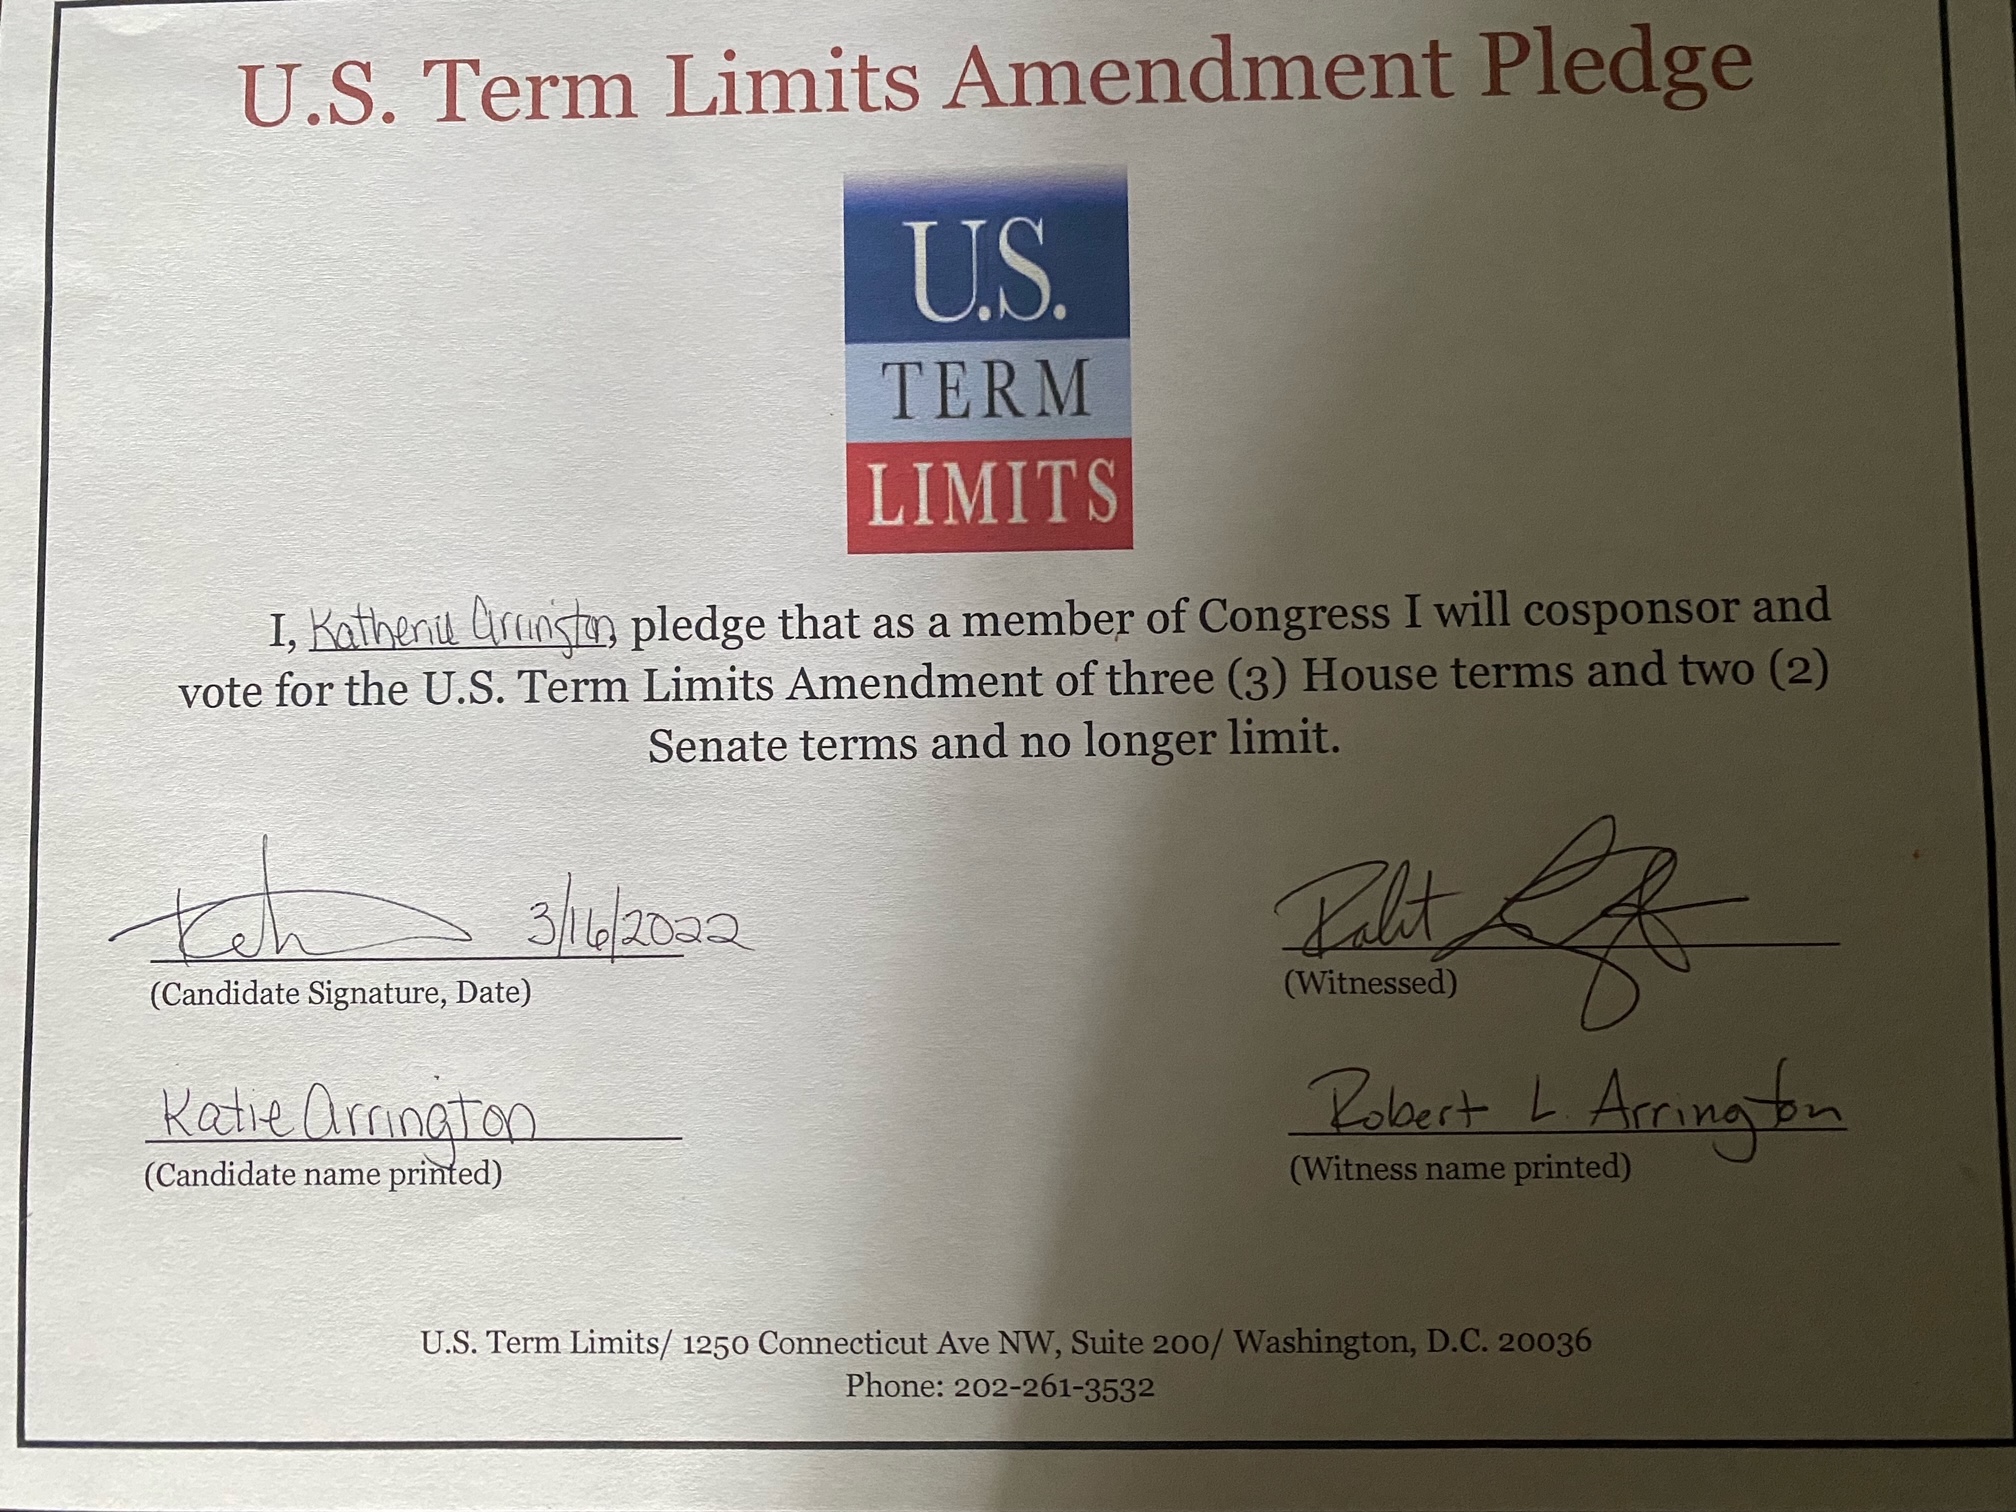 U.S. Term Limits Amendment Pledge
U.S.
TERM
LIMITS
I, Katherine Arrington, pledge that as a member of Congress I will cosponsor and
vote for the U.S. Term Limits Amendment of three (3) House terms and two (2)
Senate terms and no longer limit.
3/16/2022
(Candidate Signature, Date)
(Witnessed)
Katie Arrington
Robert L. Arrington
(Candidate name printed)
(Witness name printed)
U.S. Term Limits/ 1250 Connecticut Ave NW, Suite 200/ Washington, D.C. 20036
Phone: 202-261-3532